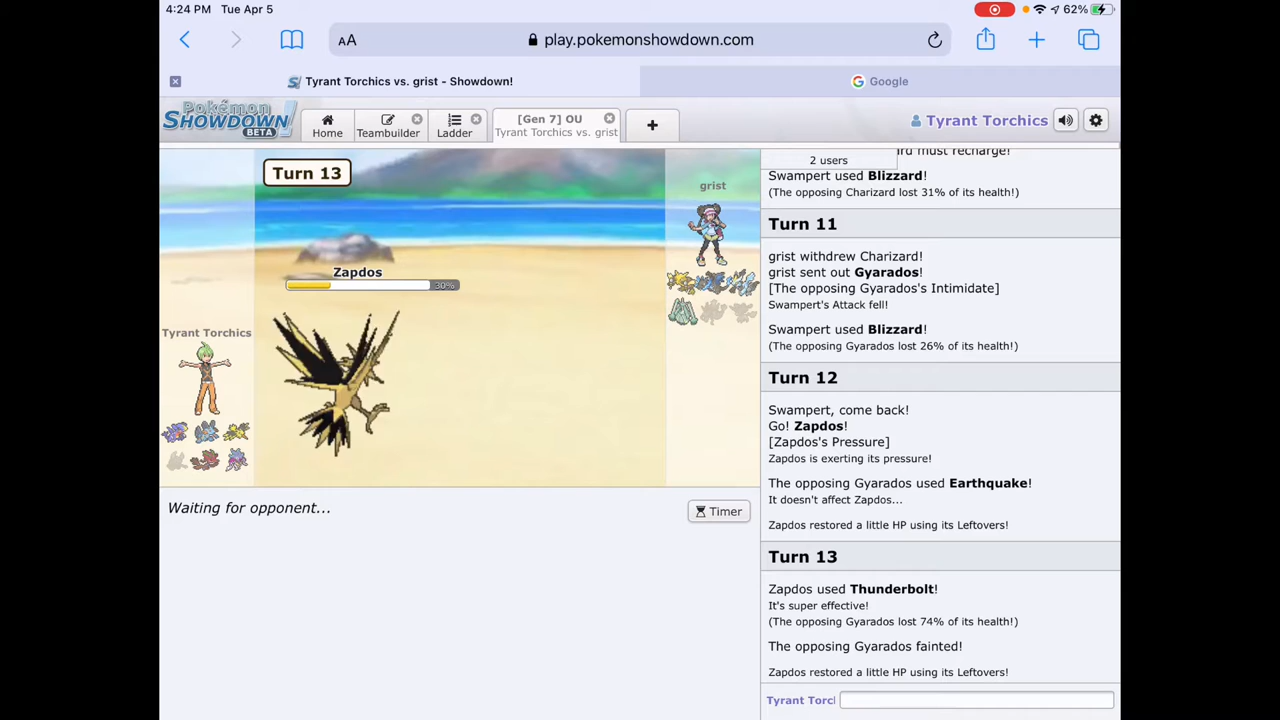 4:24 PM Tue Apr 5
62%
AA
play.pokemonshowdown.com
Tyrant Torchics vs. grist - Showdown!
Google
Pokémon
SHOWDOWN!
BETA
Home
Teambuilder
Ladder
[Gen 7] OU
Tyrant Torchics vs. grist
Tyrant Torchics
Turn 13
grist
Zapdos
30%
Tyrant Torchics
Waiting for opponent...
Timer
2 users
must recharge!
Swampert used Blizzard!
(The opposing Charizard lost 31% of its health!)
Turn 11
grist withdrew Charizard!
grist sent out Gyarados!
[The opposing Gyarados's Intimidate]
Swampert's Attack fell!
Swampert used Blizzard!
(The opposing Gyarados lost 26% of its health!)
Turn 12
Swampert, come back!
Go! Zapdos!
[Zapdos's Pressure]
Zapdos is exerting its pressure!
The opposing Gyarados used Earthquake!
It doesn't affect Zapdos...
Zapdos restored a little HP using its Leftovers!
Turn 13
Zapdos used Thunderbolt!
It's super effective!
(The opposing Gyarados lost 74% of its health!)
The opposing Gyarados fainted!
Zapdos restored a little HP using its Leftovers!
Tyrant Torc